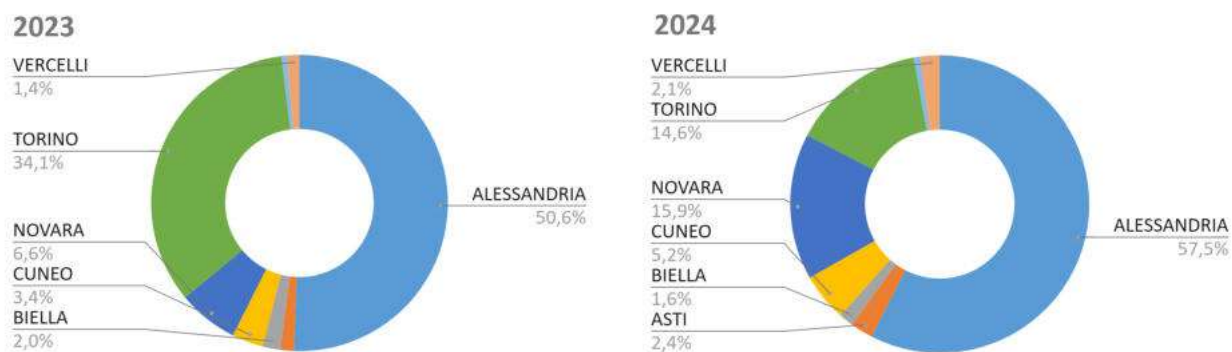 2023
VERCELLI
1,4%
TORINO
34,1%
NOVARA
6,6%
CUNEO
3,4%
BIELLA
2,0%
ALESSANDRIA
50,6%
2024
VERCELLI
2,1%
TORINO
14,6%
NOVARA
15,9%
CUNEO
5,2%
BIELLA
1,6%
ASTI
2,4%
ALESSANDRIA
57,5%